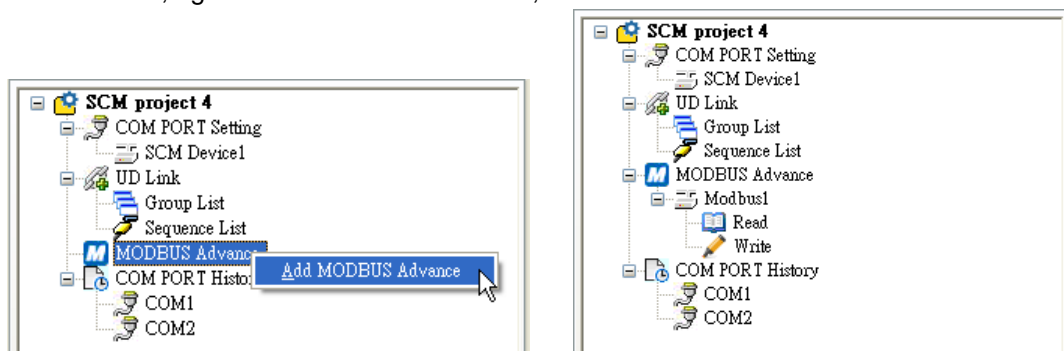 SCM project 4
COM PORT Setting
SCM Device1
UD Link
Group List
Sequence List
MODBUS Advance
Add MODBUS Advance
COM PORT Histo
COM1
COM2
SCM project 4
COM PORT Setting
SCM Device1
UD Link
Group List
Sequence List
MODBUS Advance
Modbus1
Read
Write
COM PORT History
COM1
COM2